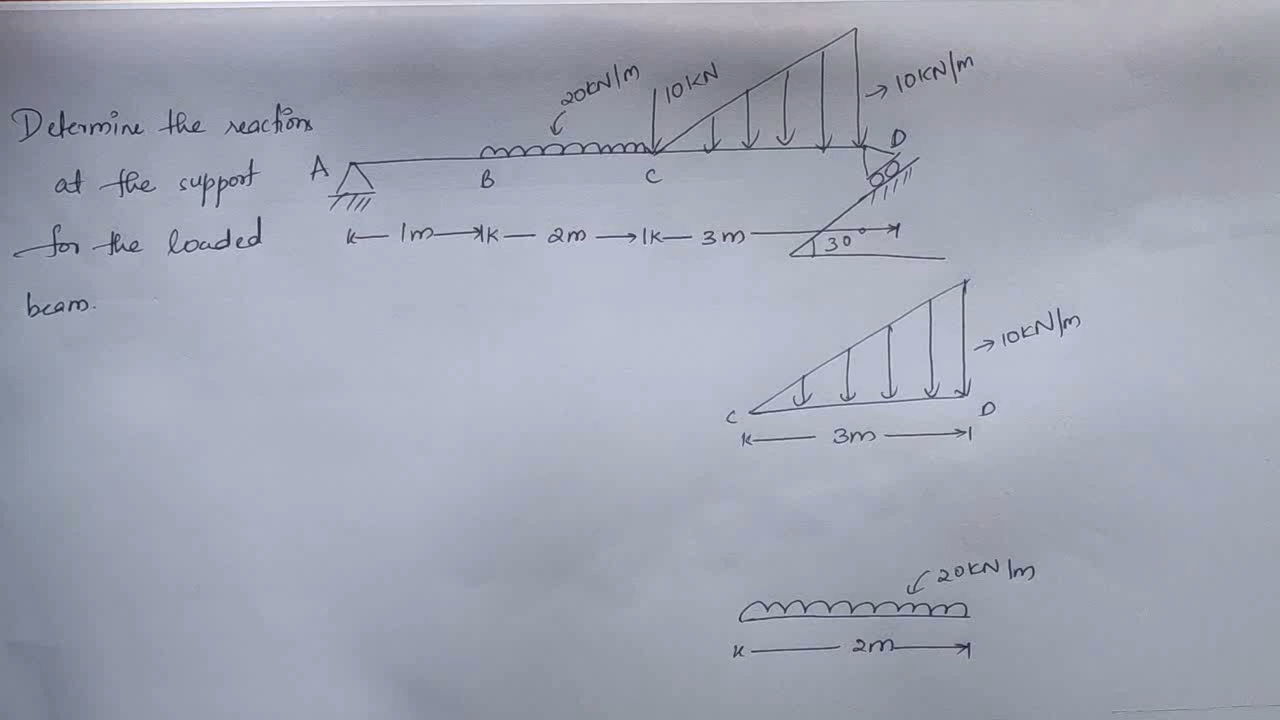 Determine the reactions
at the support
for the loaded
beam.
20KN/m
10KN
10KN/m
A
B
C
D
1m
2m
3m
30°
10KN/m
C
D
3m
20KN/m
2m